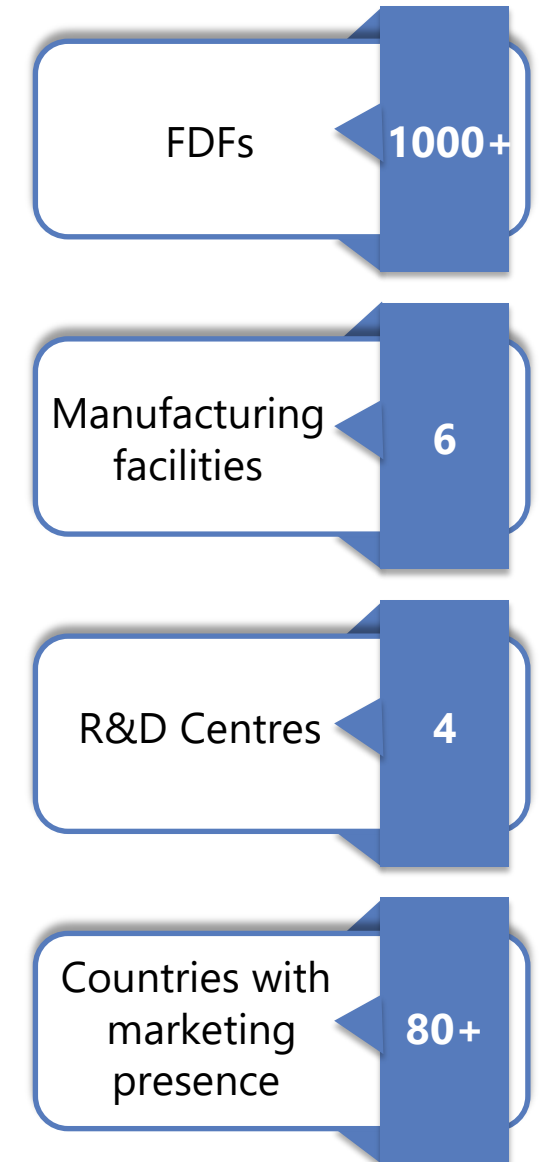 FDFs
1000+
Manufacturing
facilities
6
R&D Centres
4
Countries with
marketing
presence
80+